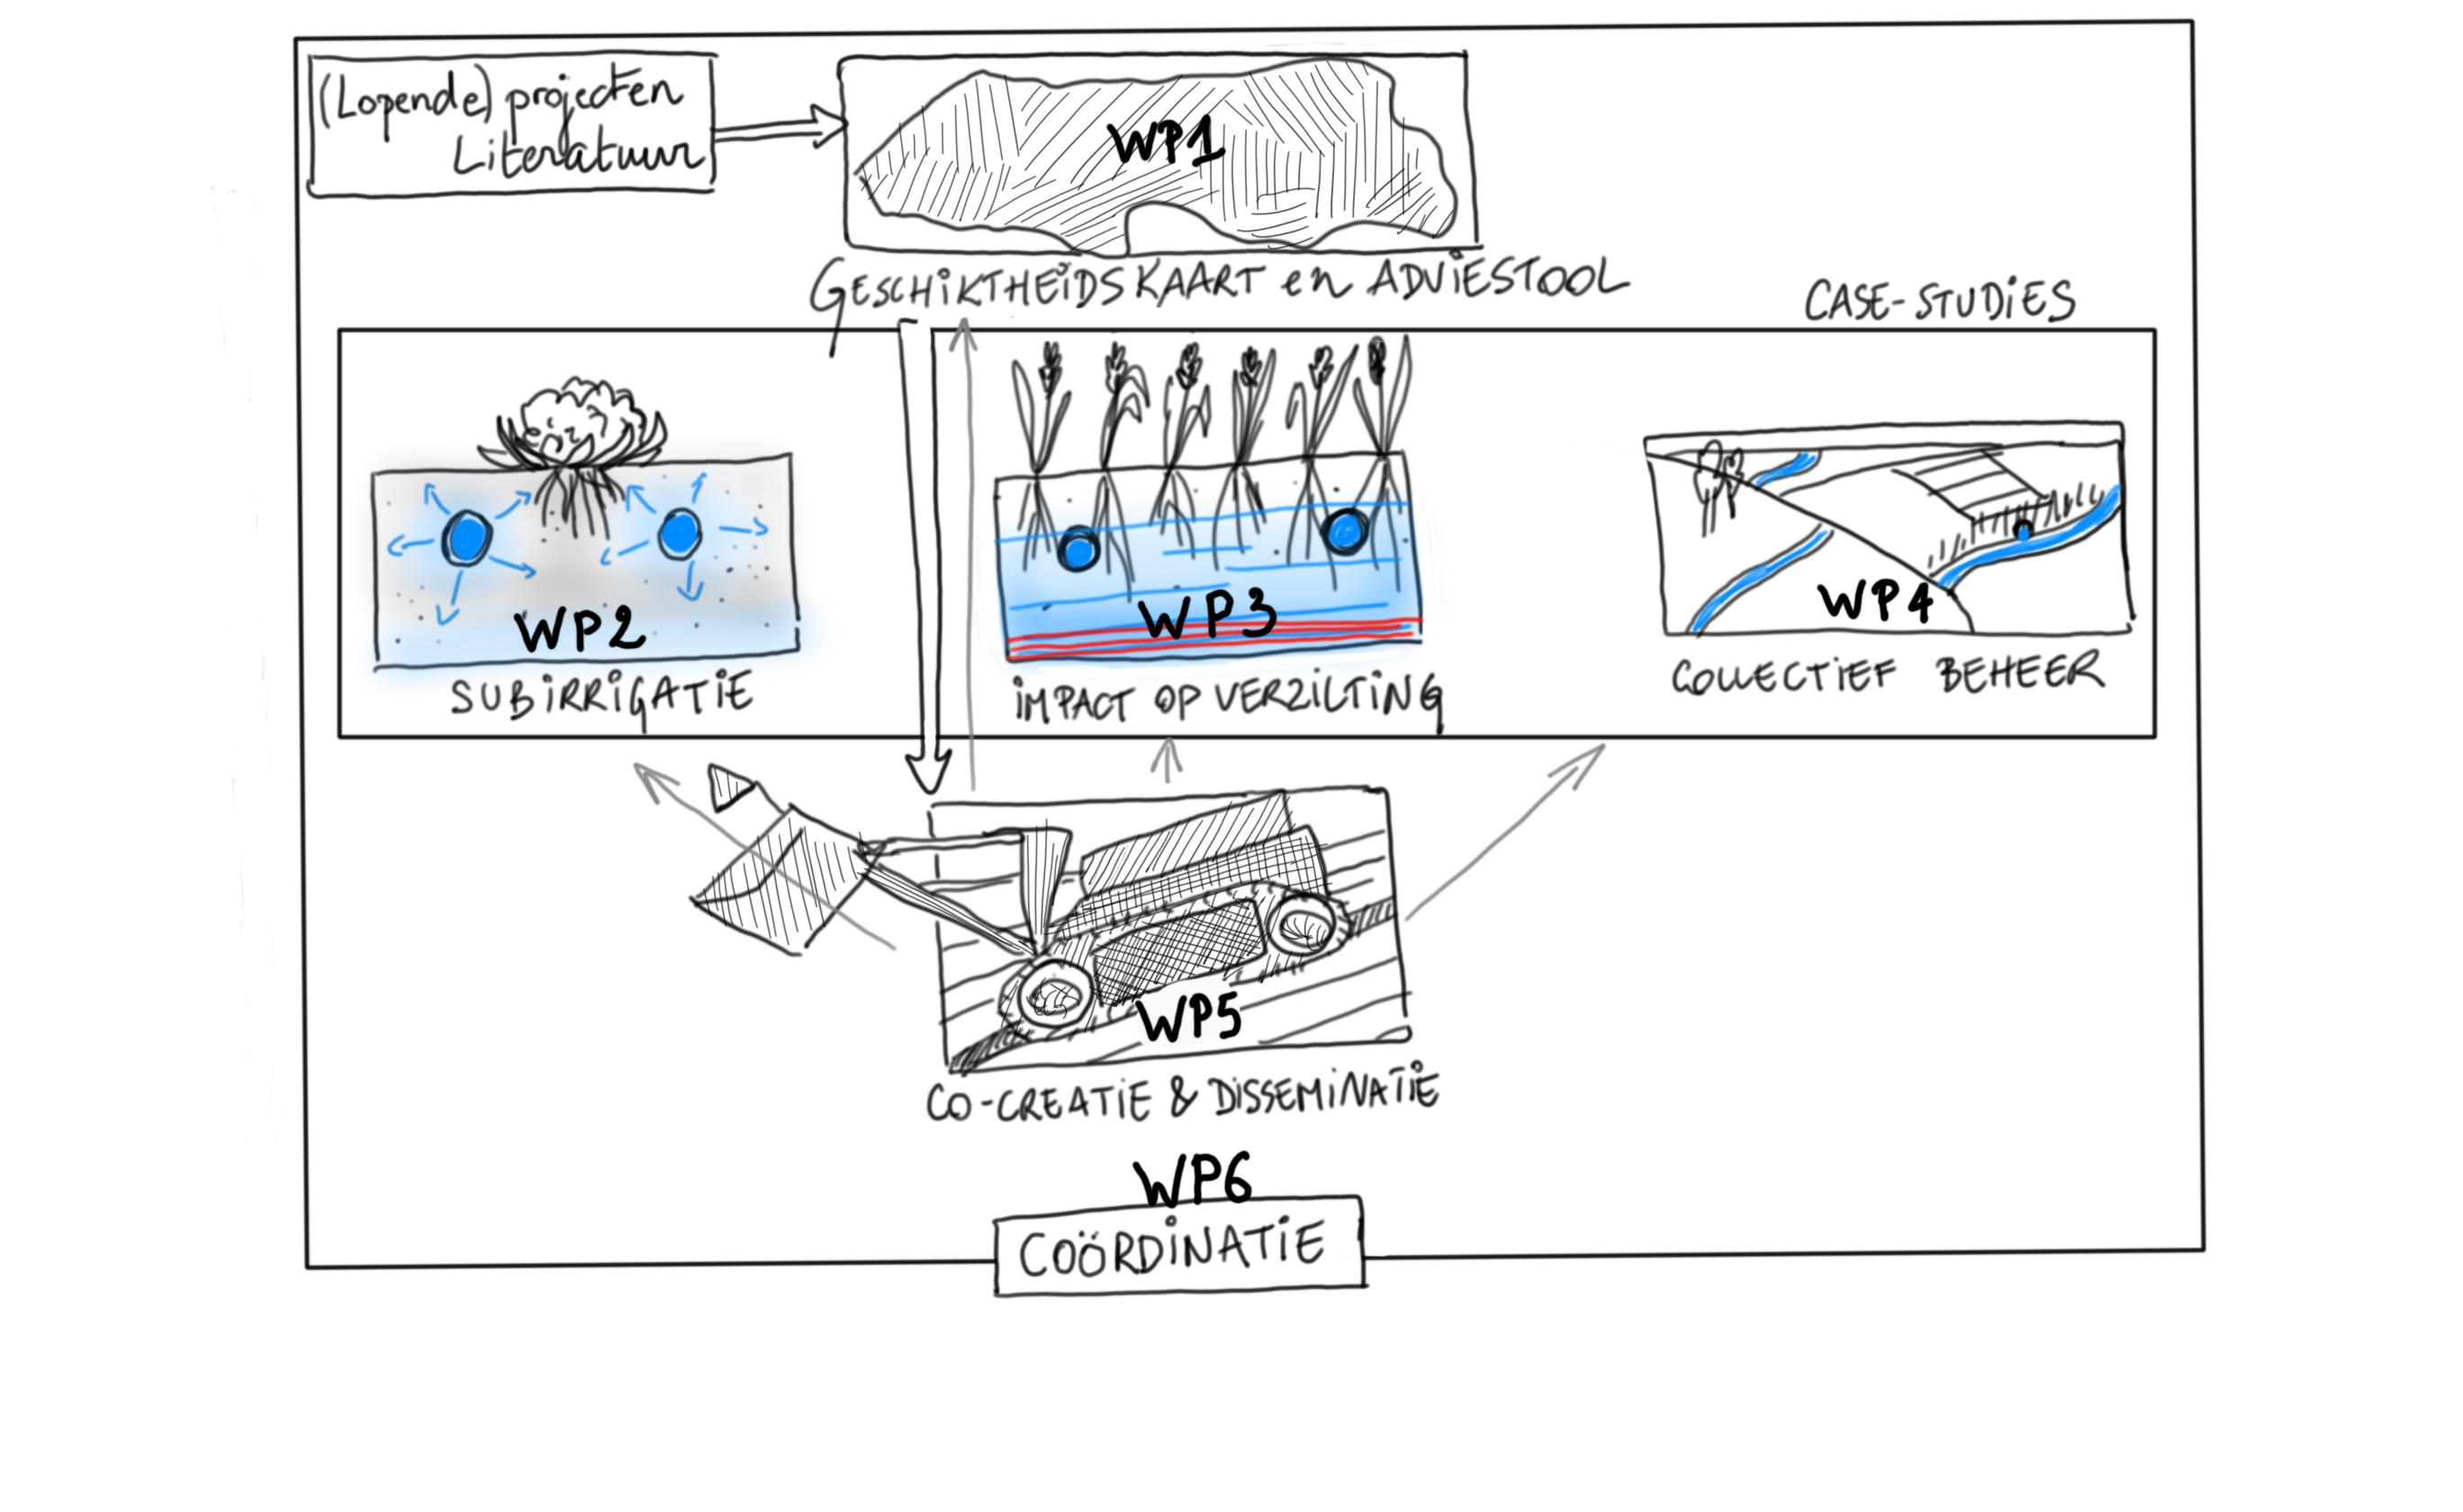 (Lopende) projecten
Literatuur
WP1
GESCHIKTHEIDSKAART en ADVIESTOOL
CASE-STUDIES
WP2
SUBIRRIGATIE
WP3
IMPACT OP VERZILTING
WP4
COLLECTIEF BEHEER
WP5
CO-CREATIE & DISSEMINATIE
WP6
COÖRDINATIE